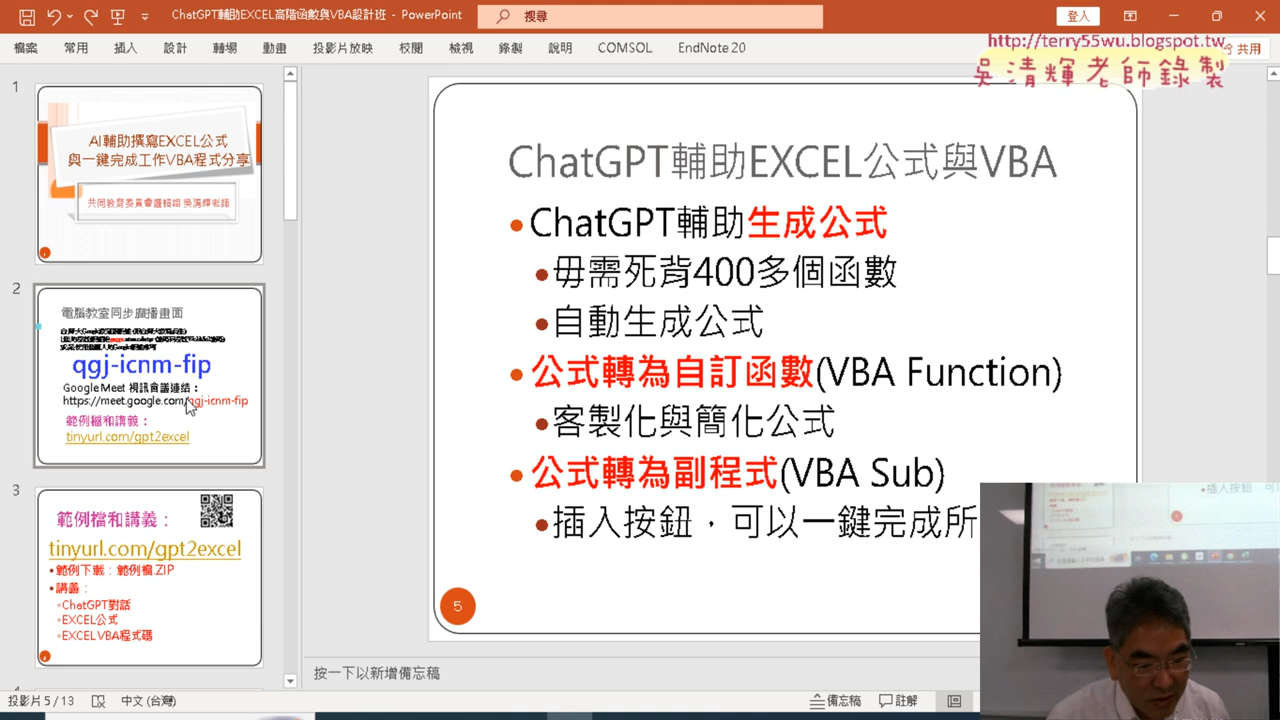 ChatGPT輔助EXCEL高階函數與VBA設計班 - PowerPoint
搜尋
登入
檔案 常用 插入 設計 轉場 動畫 投影片放映 校閱 檢視 錄製 說明 COMSOL EndNote 20
共用
http://terry55wu.blogspot.tw
吳清輝老師錄製
1
AI輔助撰寫EXCEL公式
與一鍵完成工作VBA程式分享
2
電腦教室同步廣播畫面
qgj-icnm-fip
Google Meet 視訊會議連結：
https://meet.google.com/qgj-icnm-fip
範例檔和講義：
tinyurl.com/gpt2excel
3
範例檔和講義：
tinyurl.com/gpt2excel
範例下載：範例檔.ZIP
講義：
ChatGPT對話
EXCEL公式
EXCEL VBA程式碼
ChatGPT輔助EXCEL公式與VBA
ChatGPT輔助生成公式
毋需死背400多個函數
自動生成公式
公式轉為自訂函數(VBA Function)
客製化與簡化公式
公式轉為副程式(VBA Sub)
插入按鈕，可以一鍵完成所
5
按一下以新增備忘稿
投影片 5 / 13 中文 (台灣) 備忘稿 註解